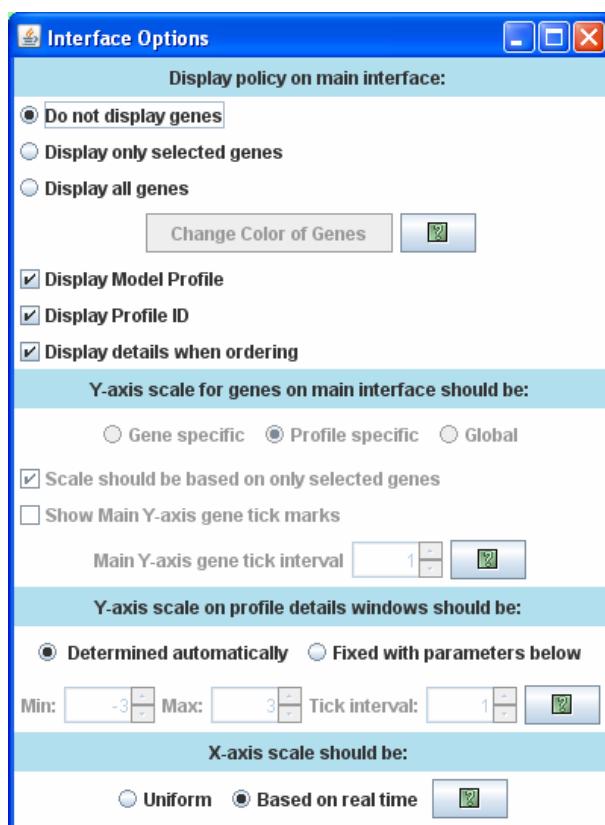 Interface Options
Display policy on main interface:
Do not display genes
Display only selected genes
Display all genes
Change Color of Genes ?
Display Model Profile
Display Profile ID
Display details when ordering
Y-axis scale for genes on main interface should be:
Gene specific Profile specific Global
Scale should be based on only selected genes
Show Main Y-axis gene tick marks
Main Y-axis gene tick interval 1 ?
Y-axis scale on profile details windows should be:
Determined automatically Fixed with parameters below
Min: -3 Max: 3 Tick interval: 1 ?
X-axis scale should be:
Uniform Based on real time ?